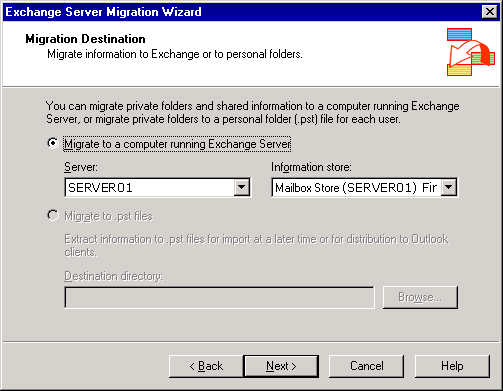 Exchange Server Migration Wizard
Migration Destination
Migrate information to Exchange or to personal folders.
You can migrate private folders and shared information to a computer running Exchange
Server, or migrate private folders to a personal folder (.pst) file for each user.
Migrate to a computer running Exchange Server
Server: Information store:
SERVER01 Mailbox Store (SERVER01) Fir
Migrate to .pst files
Extract information to .pst files for import at a later time or for distribution to Outlook
clients.
Destination directory:
Browse...
< Back Next > Cancel Help